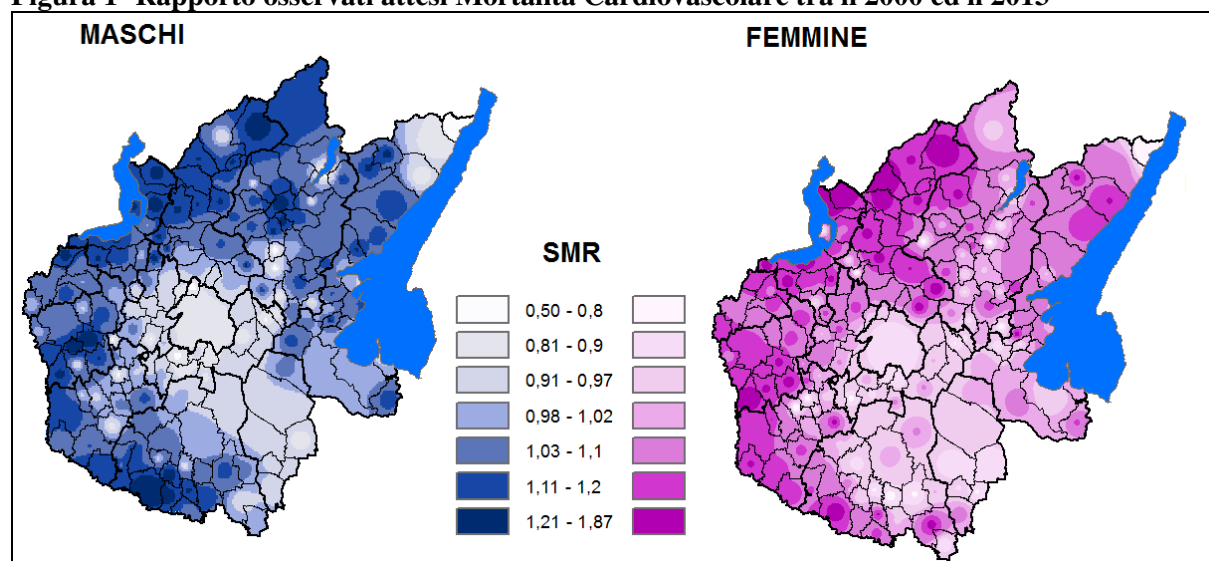 Figura 1- Rapporto osservati attesi Mortalità Cardiovascolare tra il 2000 ed il 2015
MASCHI
FEMMINE
SMR
0,50 - 0,8
0,81 - 0,9
0,91 - 0,97
0,98 - 1,02
1,03 - 1,1
1,11 - 1,2
1,21 - 1,87